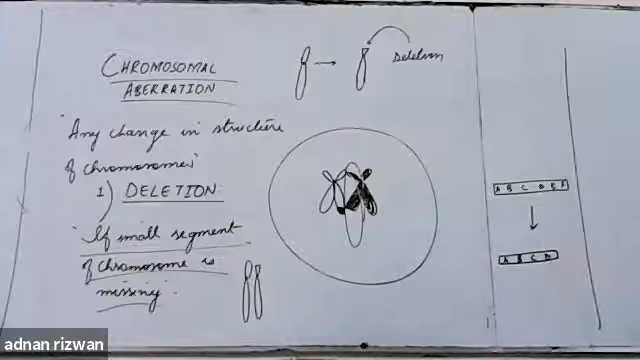 CHROMOSOMAL
ABERRATION
"Any change in structure
of chromosomes"
1) DELETION
"If small segment
of chromosome is
missing".
Deletion
A B C D E F
A B C D
adnan rizwan